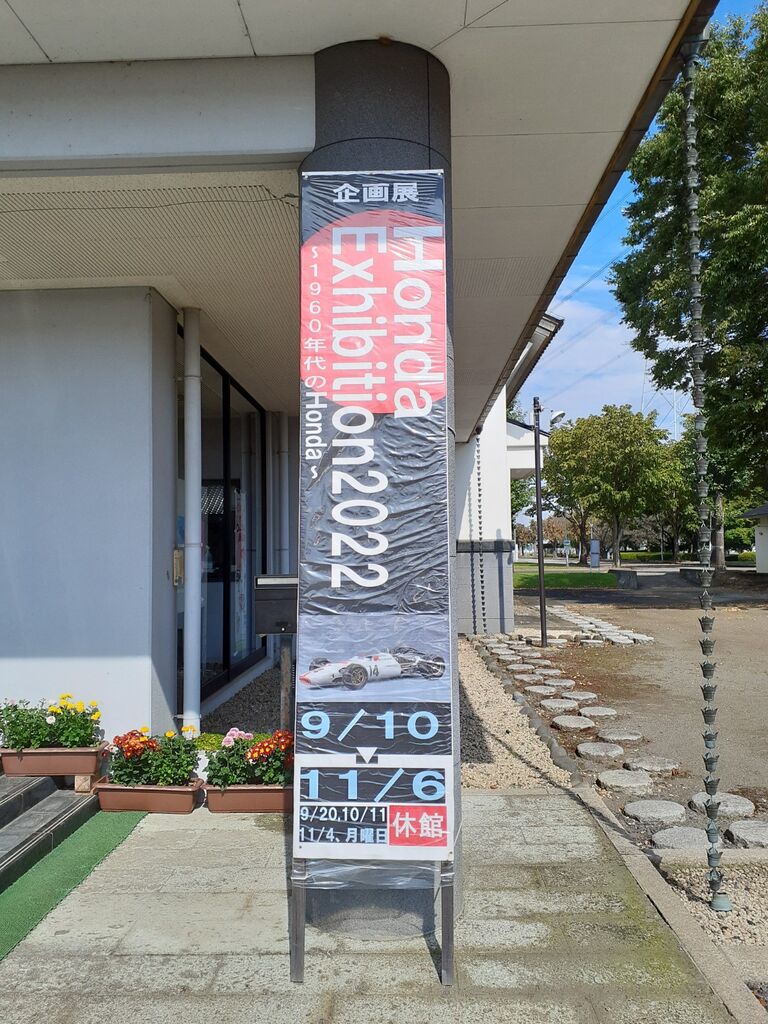 企画展
Honda
Exhibition2022
～1960年代のHonda～
14
9/10
11/6
9/20.10/11
11/4、月曜日
休館